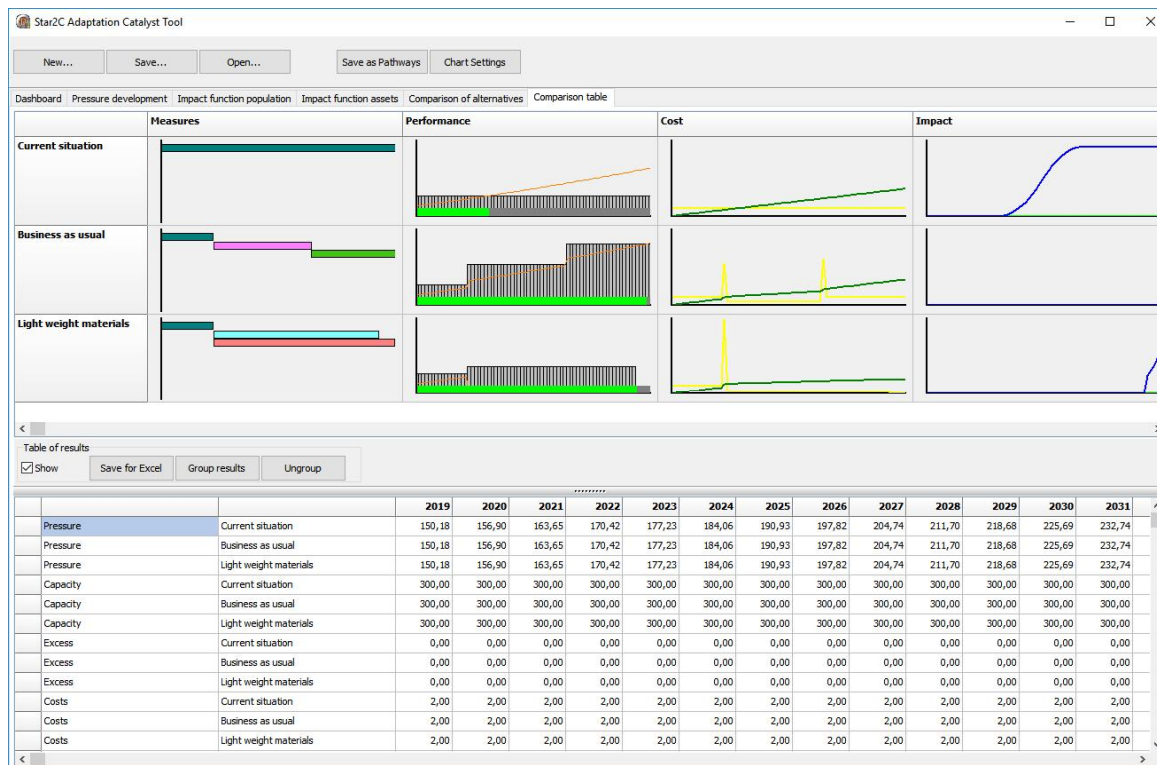 Star2C Adaptation Catalyst Tool
New... Save... Open... Save as Pathways Chart Settings
Dashboard Pressure development Impact function population Impact function assets Comparison of alternatives Comparison table
Measures Performance Cost Impact
Current situation
Business as usual
Light weight materials
Table of results
Show Save for Excel Group results Ungroup
2019 2020 2021 2022 2023 2024 2025 2026 2027 2028 2029 2030 2031
Pressure Current situation 150,18 156,90 163,65 170,42 177,23 184,06 190,93 197,82 204,74 211,70 218,68 225,69 232,74
Pressure Business as usual 150,18 156,90 163,65 170,42 177,23 184,06 190,93 197,82 204,74 211,70 218,68 225,69 232,74
Pressure Light weight materials 150,18 156,90 163,65 170,42 177,23 184,06 190,93 197,82 204,74 211,70 218,68 225,69 232,74
Capacity Current situation 300,00 300,00 300,00 300,00 300,00 300,00 300,00 300,00 300,00 300,00 300,00 300,00 300,00
Capacity Business as usual 300,00 300,00 300,00 300,00 300,00 300,00 300,00 300,00 300,00 300,00 300,00 300,00 300,00
Capacity Light weight materials 300,00 300,00 300,00 300,00 300,00 300,00 300,00 300,00 300,00 300,00 300,00 300,00 300,00
Excess Current situation 0,00 0,00 0,00 0,00 0,00 0,00 0,00 0,00 0,00 0,00 0,00 0,00 0,00
Excess Business as usual 0,00 0,00 0,00 0,00 0,00 0,00 0,00 0,00 0,00 0,00 0,00 0,00 0,00
Excess Light weight materials 0,00 0,00 0,00 0,00 0,00 0,00 0,00 0,00 0,00 0,00 0,00 0,00 0,00
Costs Current situation 2,00 2,00 2,00 2,00 2,00 2,00 2,00 2,00 2,00 2,00 2,00 2,00 2,00
Costs Business as usual 2,00 2,00 2,00 2,00 2,00 2,00 2,00 2,00 2,00 2,00 2,00 2,00 2,00
Costs Light weight materials 2,00 2,00 2,00 2,00 2,00 2,00 2,00 2,00 2,00 2,00 2,00 2,00 2,00